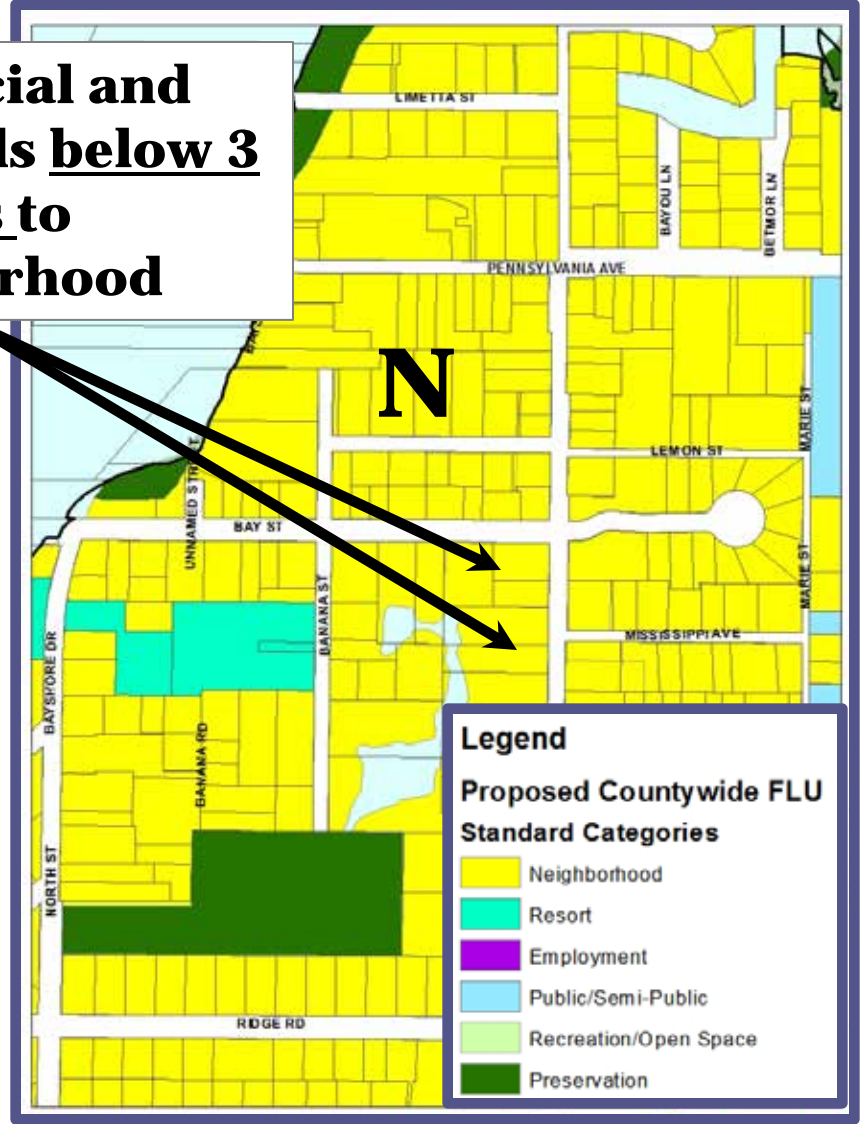 cial and
ls below 3
s to
rhood
LIMETTA ST
BAYOU LN
BETMOR LN
PENNSYLVANIA AVE
N
MARIE ST
LEMON ST
UNNAMED STREET
BAY ST
BANANA ST
MARIE ST
MISSISSIPPI AVE
BAYSHORE DR
BANANA RD
NORTH ST
RIDGE RD
Legend
Proposed Countywide FLU
Standard Categories
Neighborhood
Resort
Employment
Public/Semi-Public
Recreation/Open Space
Preservation